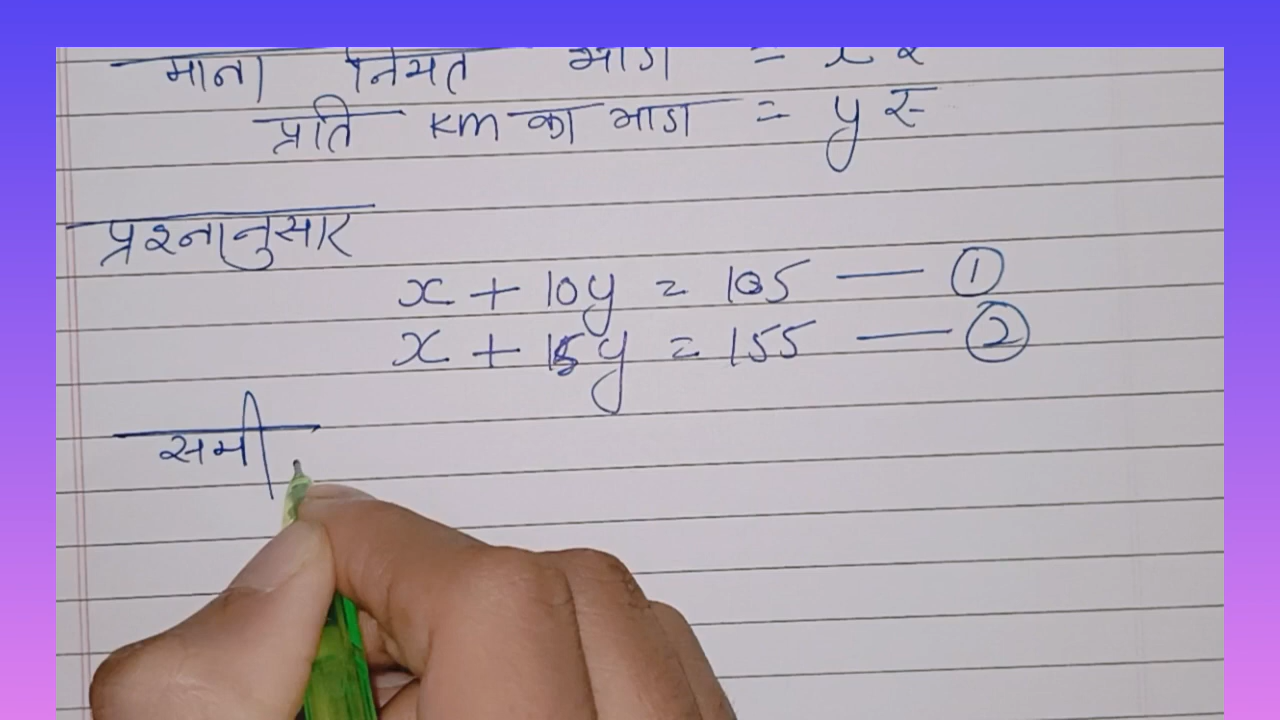 माना नियत भाडा = x रु
प्रति km का भाडा = y रु
प्रश्नानुसार
x + 10y = 105 — ①
x + 15y = 155 — ②
समी